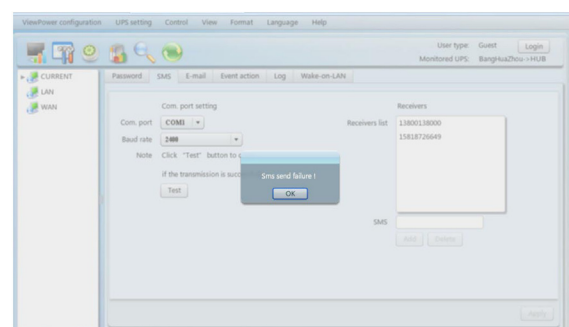 ViewPower configuration UPS setting Control View Format Language Help
User type: Guest Login
Monitored UPS: BangHuaZhou->HUB
CURRENT
LAN
WAN
Password SMS E-mail Event action Log Wake-on-LAN
Com. port setting
Receivers
Com. port COM1
Receivers list 13800138000
15818726649
Baud rate 2400
Note Click "Test" button to
if the transmission is succ
Test
Sms send failure !
OK
SMS
Add Delete
Apply